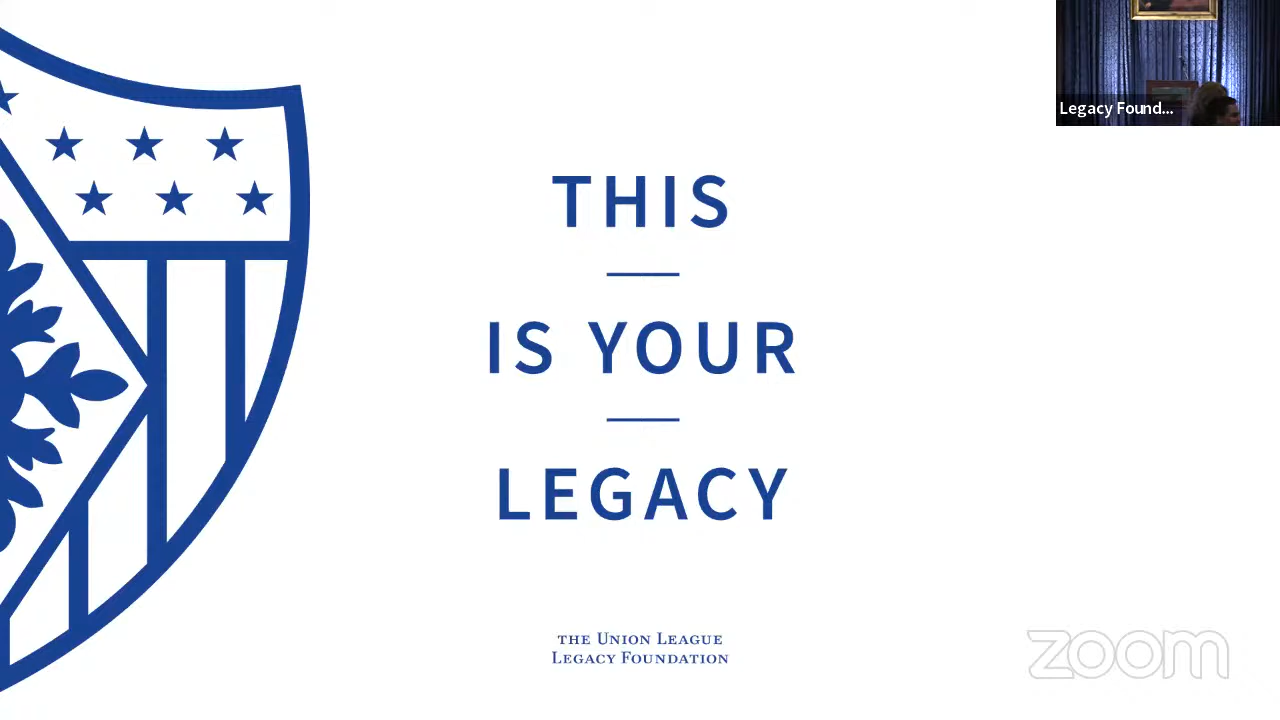 Legacy Found...
THIS
IS YOUR
LEGACY
THE UNION LEAGUE
LEGACY FOUNDATION
zoom